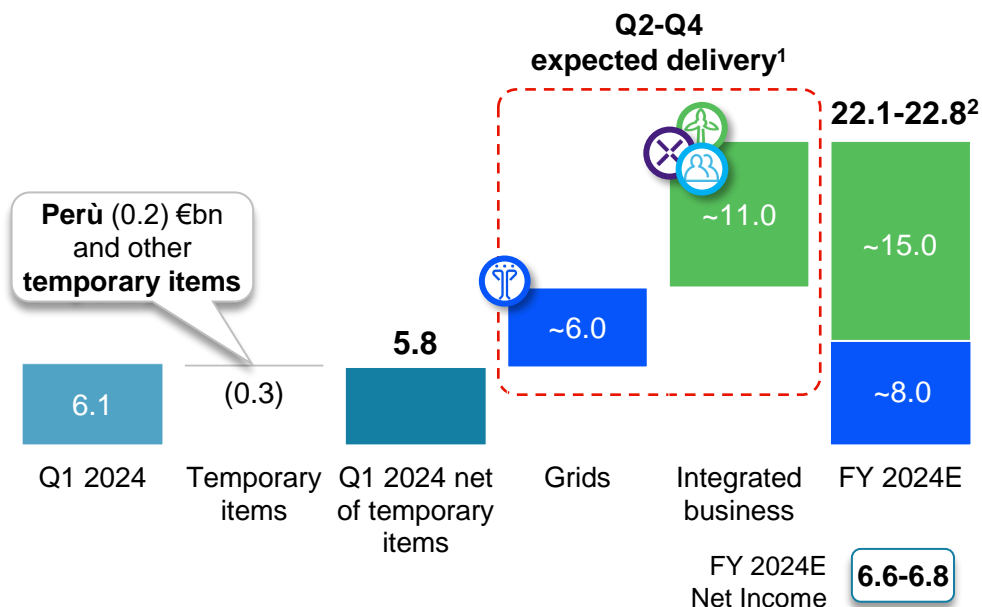 Q2-Q4
expected delivery¹
22.1-22.8²
Perù (0.2) €bn
and other
temporary items
~11.0
~15.0
5.8
~6.0
6.1
(0.3)
~8.0
Q1 2024
Temporary
items
Q1 2024 net
of temporary
items
Grids
Integrated
business
FY 2024E
FY 2024E
Net Income
6.6-6.8